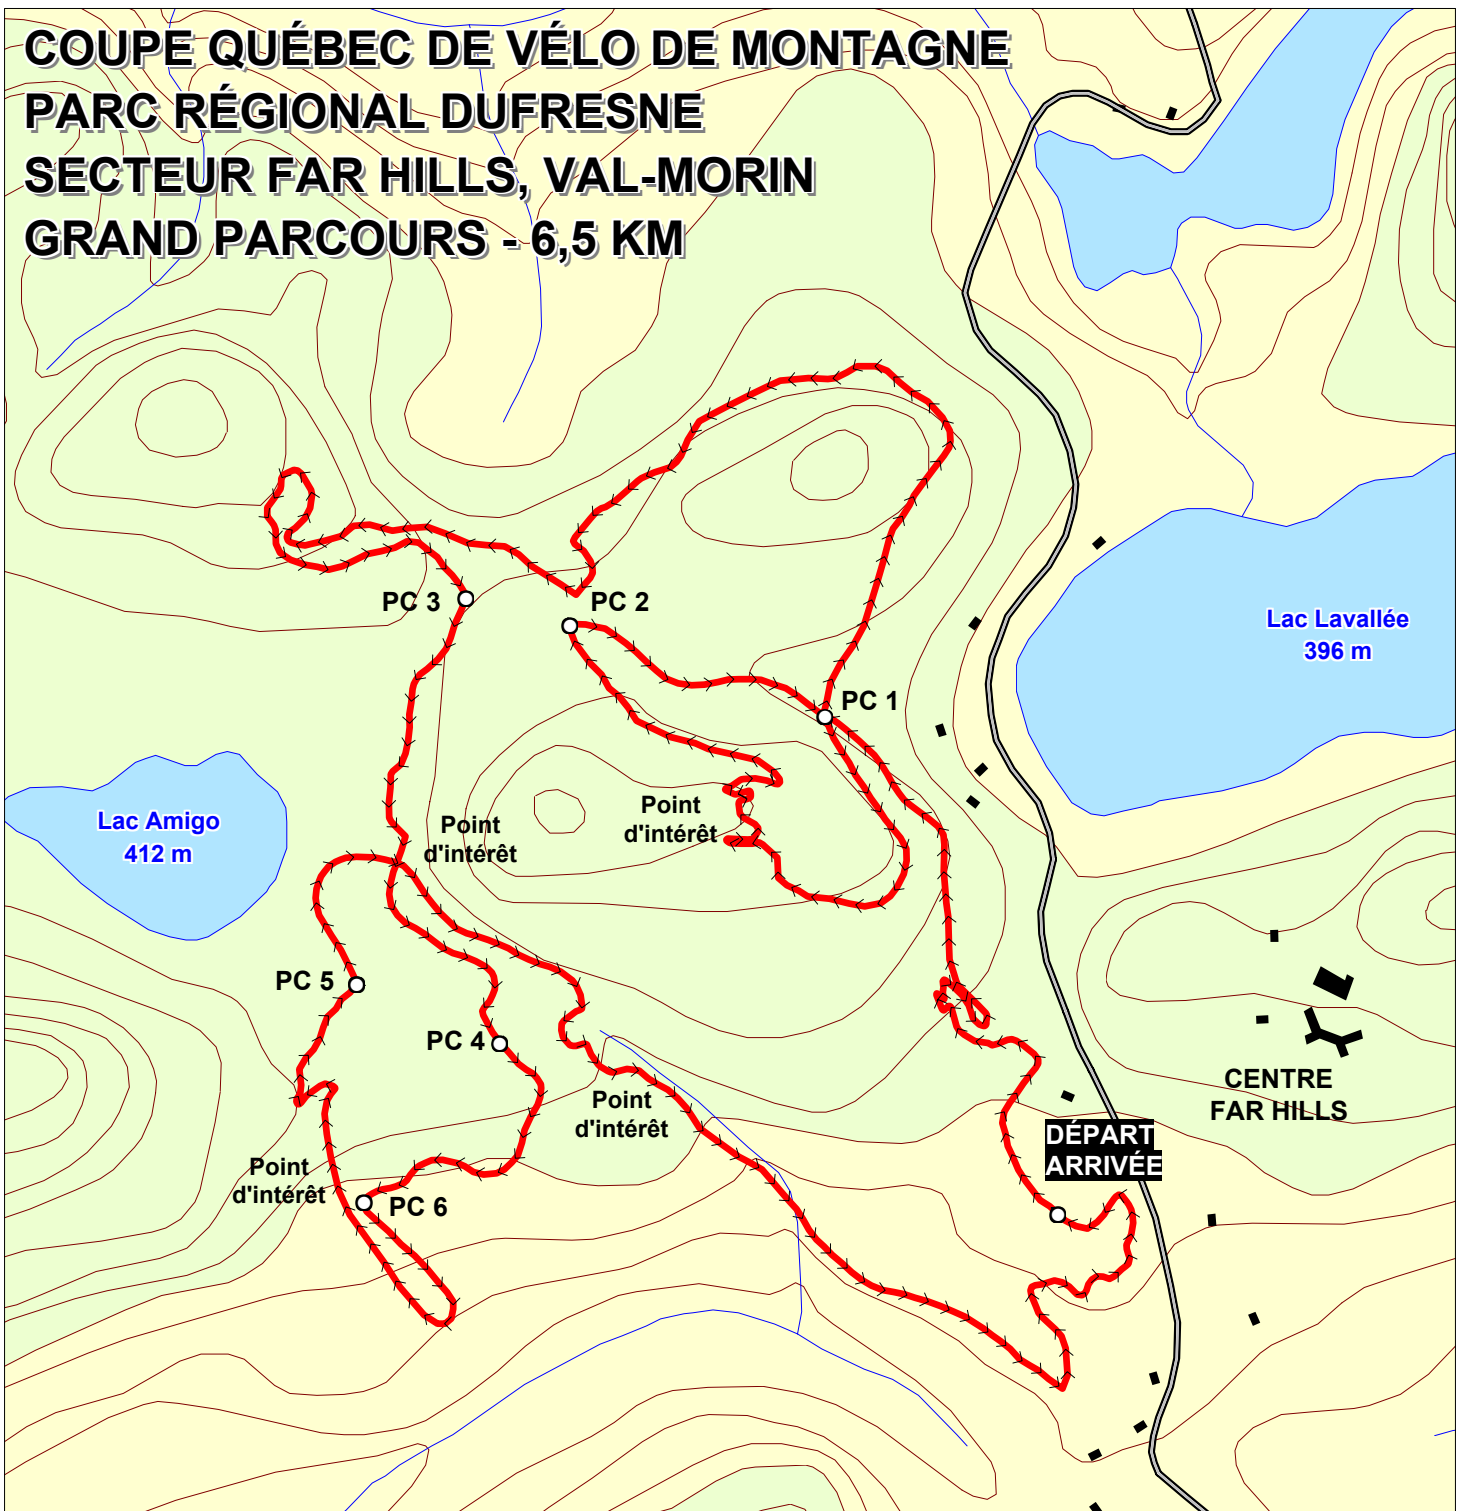 COUPE QUÉBEC DE VÉLO DE MONTAGNE
PARC RÉGIONAL DUFRESNE
SECTEUR FAR HILLS, VAL-MORIN
GRAND PARCOURS - 6,5 KM
PC 3
PC 2
Lac Lavallée
396 m
PC 1
Point
d'intérêt
Lac Amigo
412 m
Point
d'intérêt
PC 5
PC 4
CENTRE
FAR HILLS
Point
d'intérêt
DÉPART
ARRIVÉE
Point
d'intérêt
PC 6